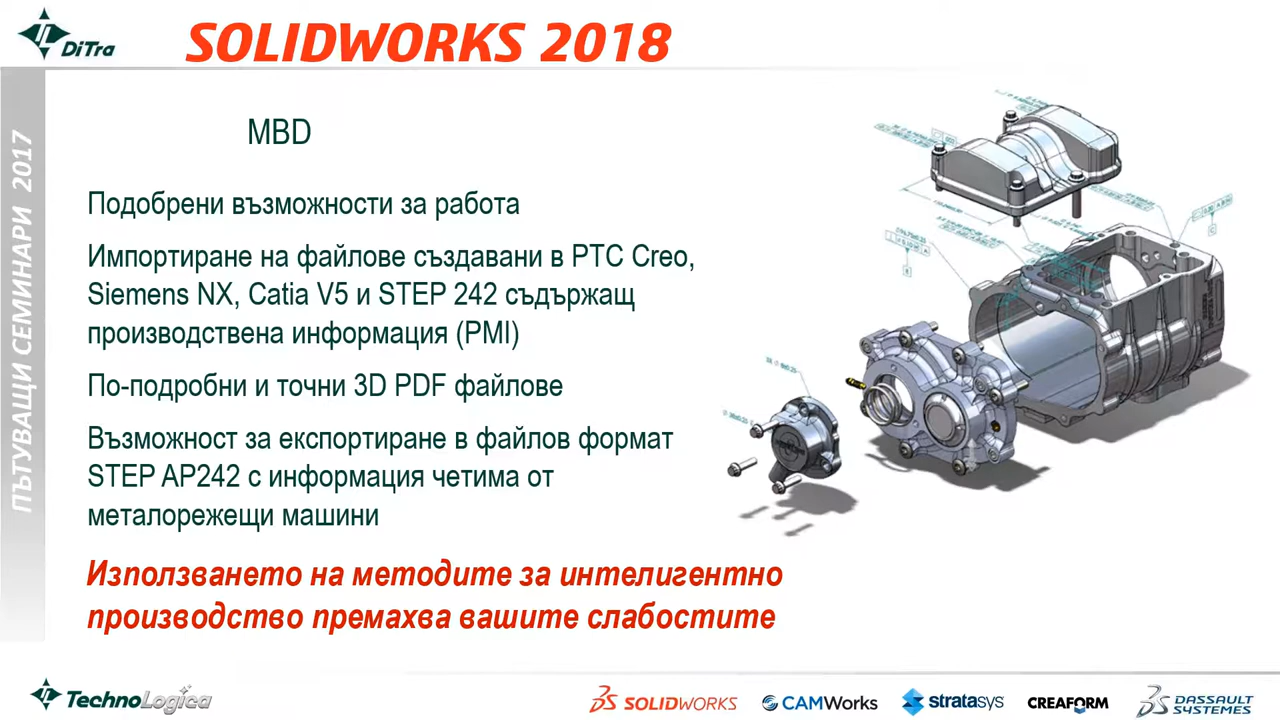 DiTra
SOLIDWORKS 2018
ПЪТУВАЩИ СЕМИНАРИ 2017
MBD
Подобрени възможности за работа
Импортиране на файлове създавани в PTC Creo,
Siemens NX, Catia V5 и STEP 242 съдържащ
производствена информация (PMI)
По-подробни и точни 3D PDF файлове
Възможност за експортиране в файлов формат
STEP AP242 с информация четима от
металорежещи машини
Използването на методите за интелигентно
производство премахва вашите слабостите
TechnoLogica
SOLIDWORKS
CAMWorks
stratasys
CREAFORM
DASSAULT
SYSTEMES